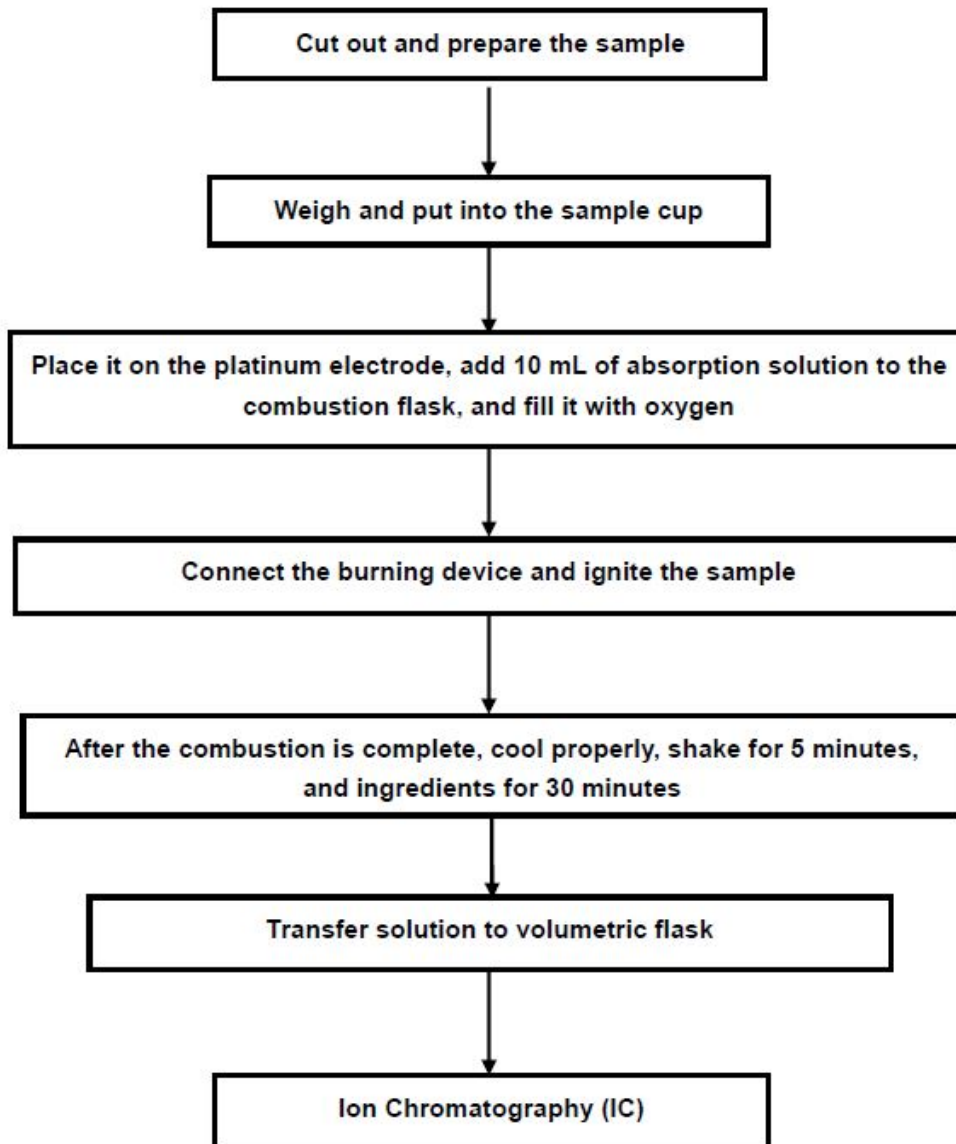 Cut out and prepare the sample
Weigh and put into the sample cup
Place it on the platinum electrode, add 10 mL of absorption solution to the
combustion flask, and fill it with oxygen
Connect the burning device and ignite the sample
After the combustion is complete, cool properly, shake for 5 minutes,
and ingredients for 30 minutes
Transfer solution to volumetric flask
Ion Chromatography (IC)